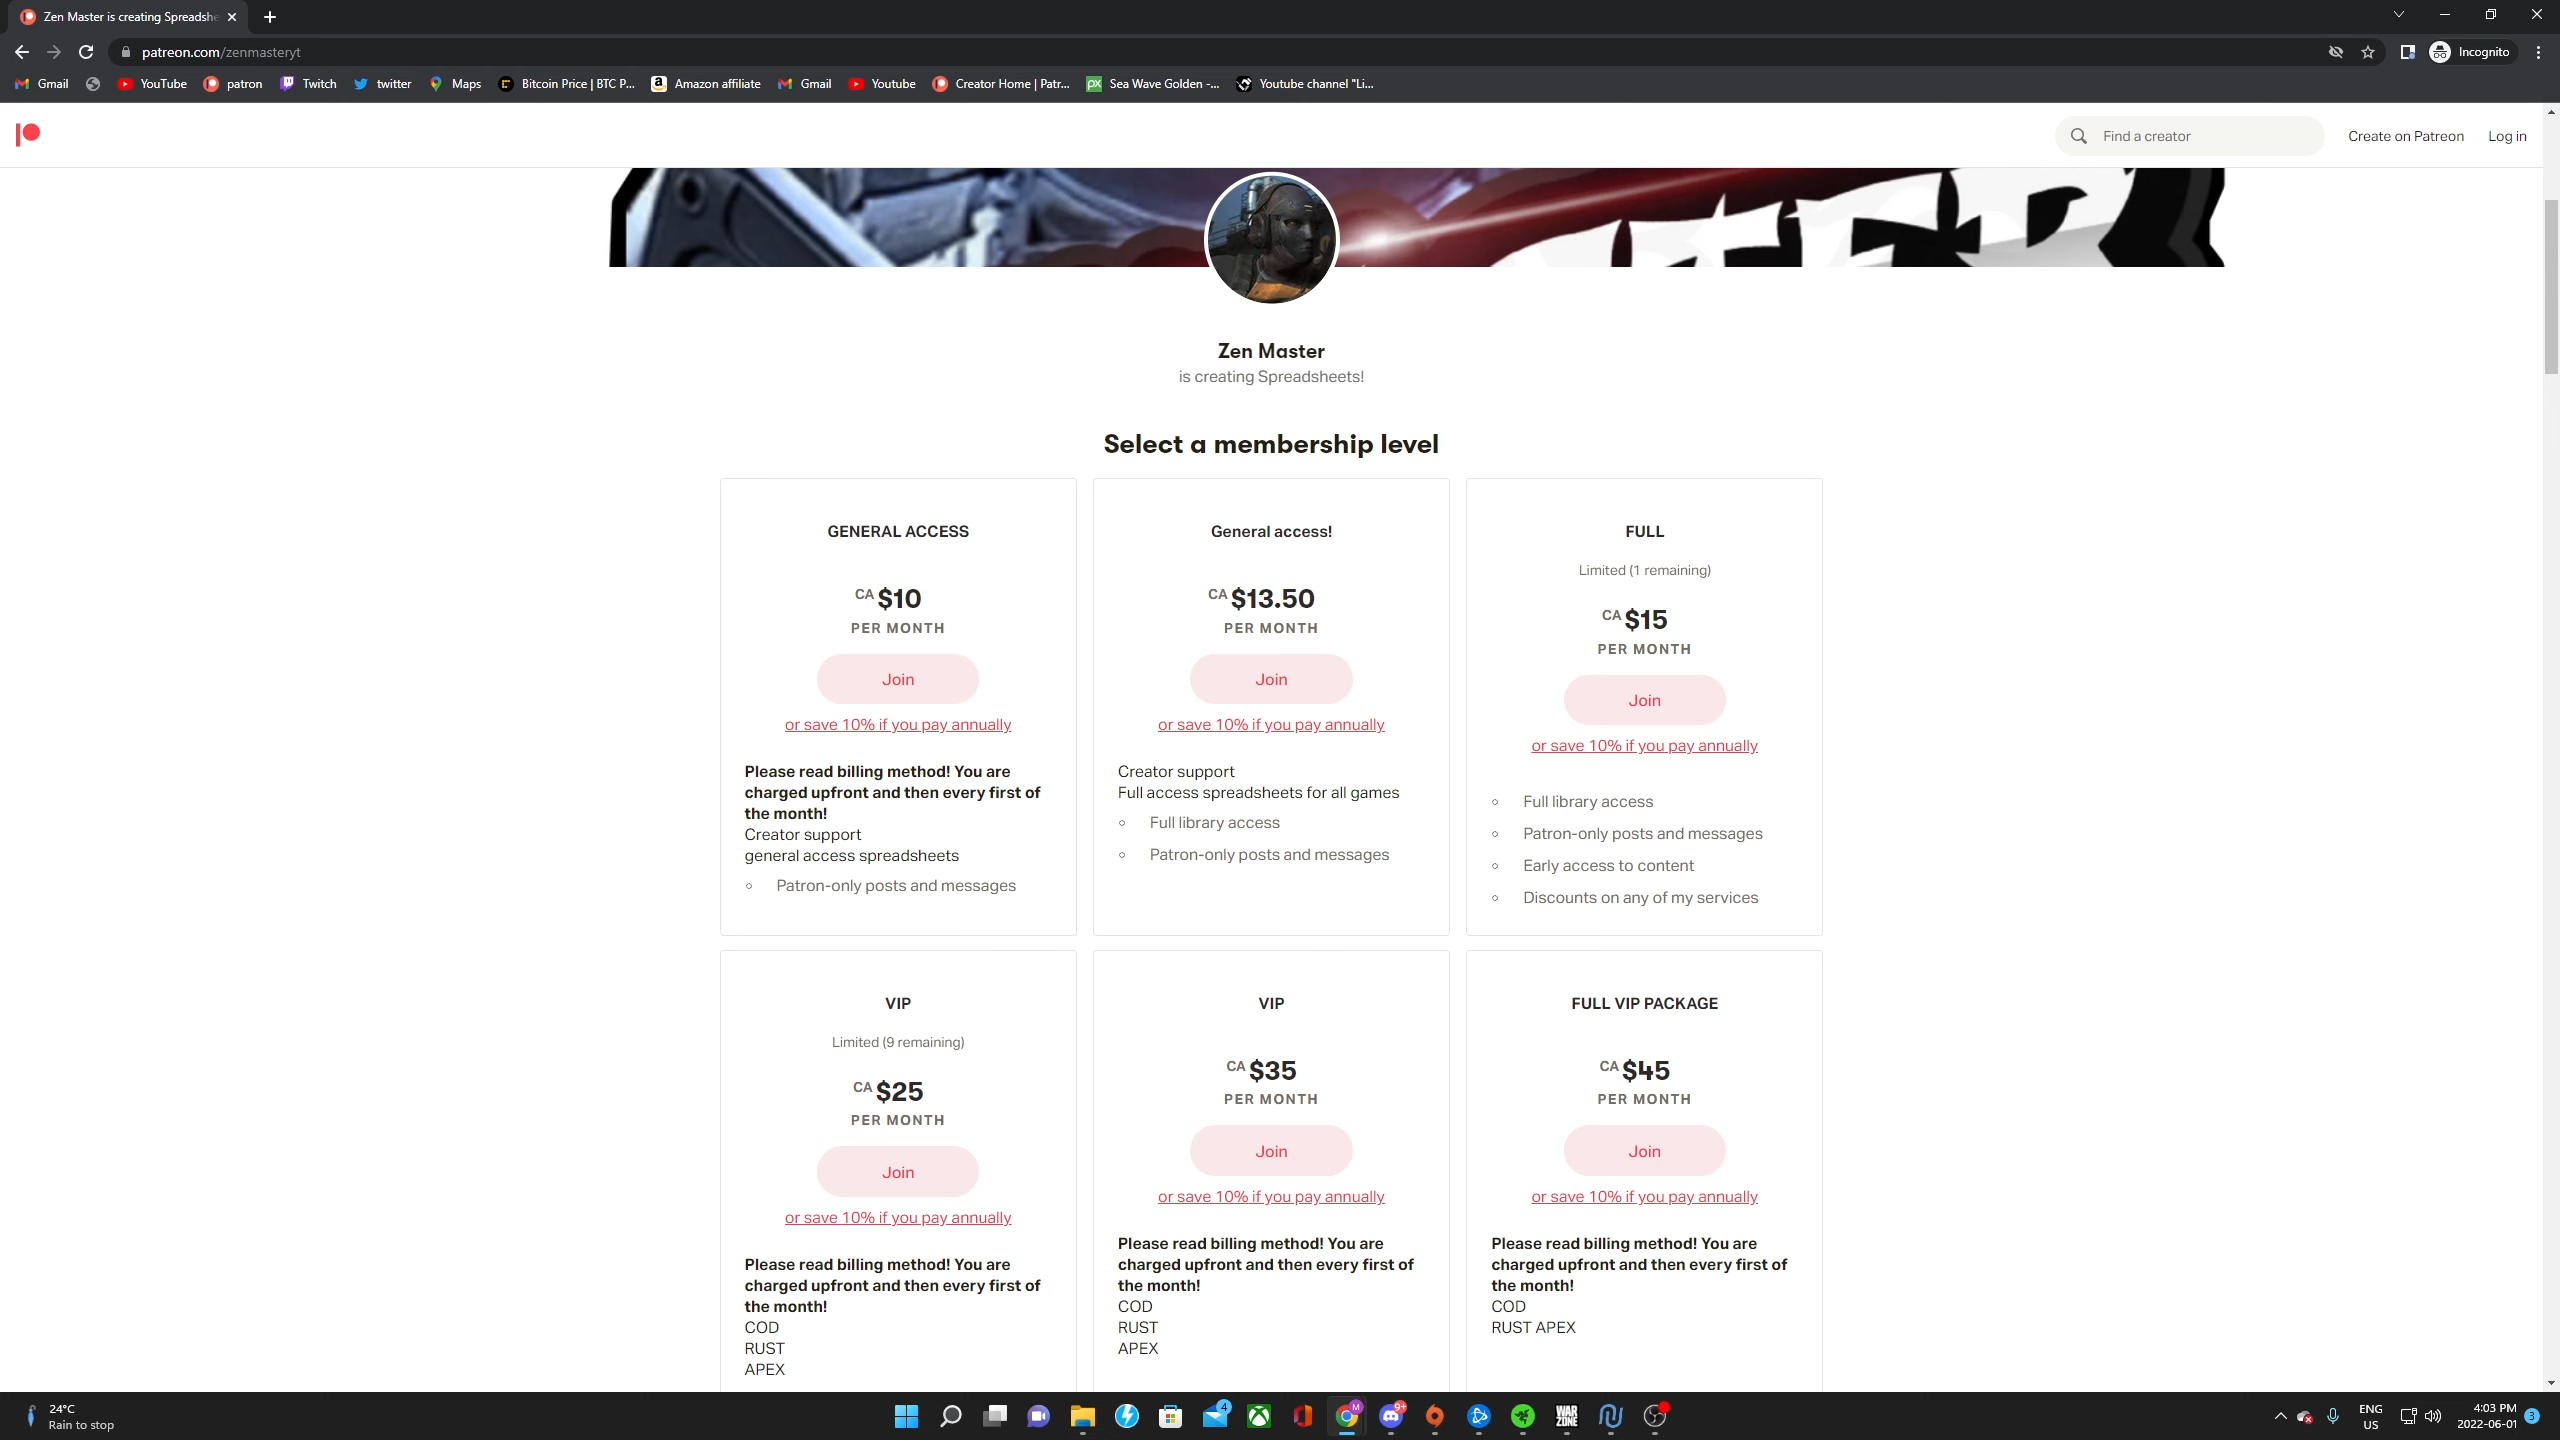 Zen Master is creating Spreadshe
patreon.com/zenmasteryt
Incognito
Gmail
YouTube
patron
Twitch
twitter
Maps
Bitcoin Price | BTC P...
Amazon affiliate
Gmail
Youtube
Creator Home | Patr...
Sea Wave Golden -...
Youtube channel "Li...
Find a creator
Create on Patreon
Log in
Zen Master
is creating Spreadsheets!
Select a membership level
GENERAL ACCESS
CA $10
PER MONTH
Join
or save 10% if you pay annually
Please read billing method! You are
charged upfront and then every first of
the month!
Creator support
general access spreadsheets
Patron-only posts and messages
General access!
CA $13.50
PER MONTH
Join
or save 10% if you pay annually
Creator support
Full access spreadsheets for all games
Full library access
Patron-only posts and messages
FULL
Limited (1 remaining)
CA $15
PER MONTH
Join
or save 10% if you pay annually
Full library access
Patron-only posts and messages
Early access to content
Discounts on any of my services
VIP
Limited (9 remaining)
CA $25
PER MONTH
Join
or save 10% if you pay annually
Please read billing method! You are
charged upfront and then every first of
the month!
COD
RUST
APEX
VIP
CA $35
PER MONTH
Join
or save 10% if you pay annually
Please read billing method! You are
charged upfront and then every first of
the month!
COD
RUST
APEX
FULL VIP PACKAGE
CA $45
PER MONTH
Join
or save 10% if you pay annually
Please read billing method! You are
charged upfront and then every first of
the month!
COD
RUST APEX
24°C
Rain to stop
4
M
9+
WAR
ZONE
ENG
US
4:03 PM
2022-06-01
3